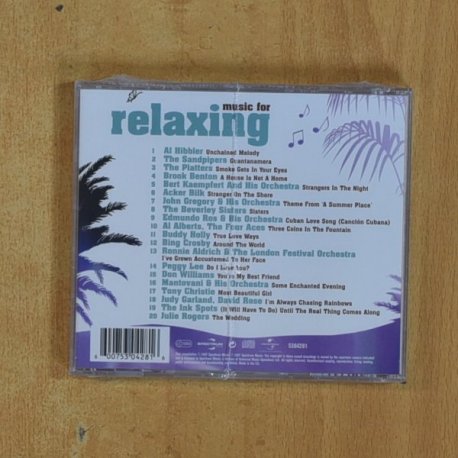 music for
relaxing
1 Al Hibbler Unchained Melody
2 The Sandpipers Guantanamera
3 The Platters Smoke Gets In Your Eyes
4 Brook Benton A House Is Not A Home
5 Bert Kaempfert And His Orchestra Strangers In The Night
6 Acker Bilk Stranger On The Shore
7 John Gregory & His Orchestra Theme From 'A Summer Place'
8 The Beverley Sisters Sisters
9 Edmundo Ros & His Orchestra Cuban Love Song (Canción Cubana)
10 Al Alberts, The Four Aces Three Coins In The Fountain
11 Buddy Holly True Love Ways
12 Bing Crosby Around The World
13 Ronnie Aldrich & The London Festival Orchestra
I've Grown Accustomed To Her Face
14 Peggy Lee Do I Love You?
15 Don Williams You're My Best Friend
16 Mantovani & His Orchestra Some Enchanted Evening
17 Tony Christie Most Beautiful Girl
18 Judy Garland, David Rose I'm Always Chasing Rainbows
19 The Ink Spots (It Will Have To Do) Until The Real Thing Comes Along
20 Julie Rogers The Wedding
SPECTRUM
5304281
6 00753 04281 6